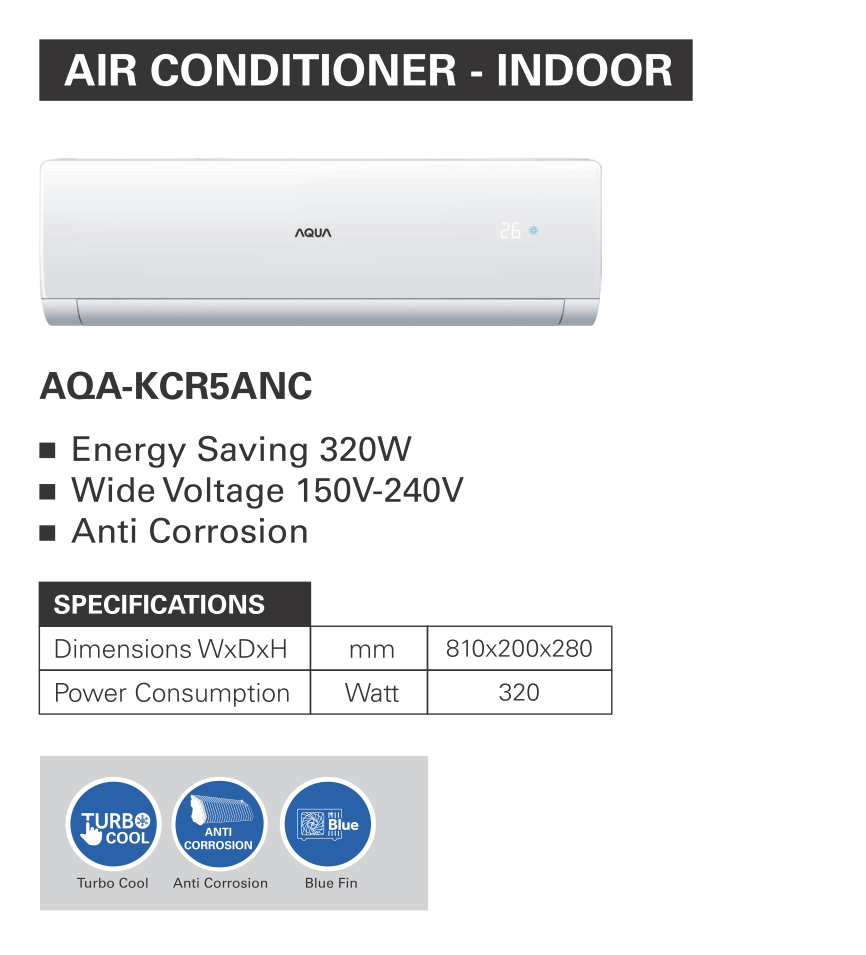 AIR CONDITIONER - INDOOR
AQUA
26
AQA-KCR5ANC
■ Energy Saving 320W
■ Wide Voltage 150V-240V
■ Anti Corrosion
SPECIFICATIONS
Dimensions WxDxH mm 810x200x280
Power Consumption Watt 320
TURBO
COOL
ANTI
CORROSION
Blue
Turbo Cool Anti Corrosion Blue Fin